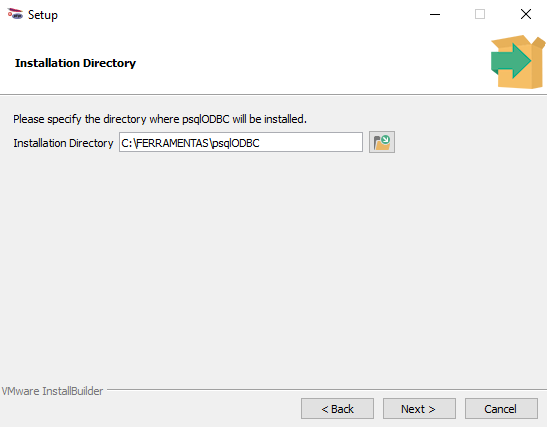 Setup
Installation Directory
Please specify the directory where psqlODBC will be installed.
Installation Directory C:\FERRAMENTAS\psqlODBC
VMware InstallBuilder
< Back Next > Cancel